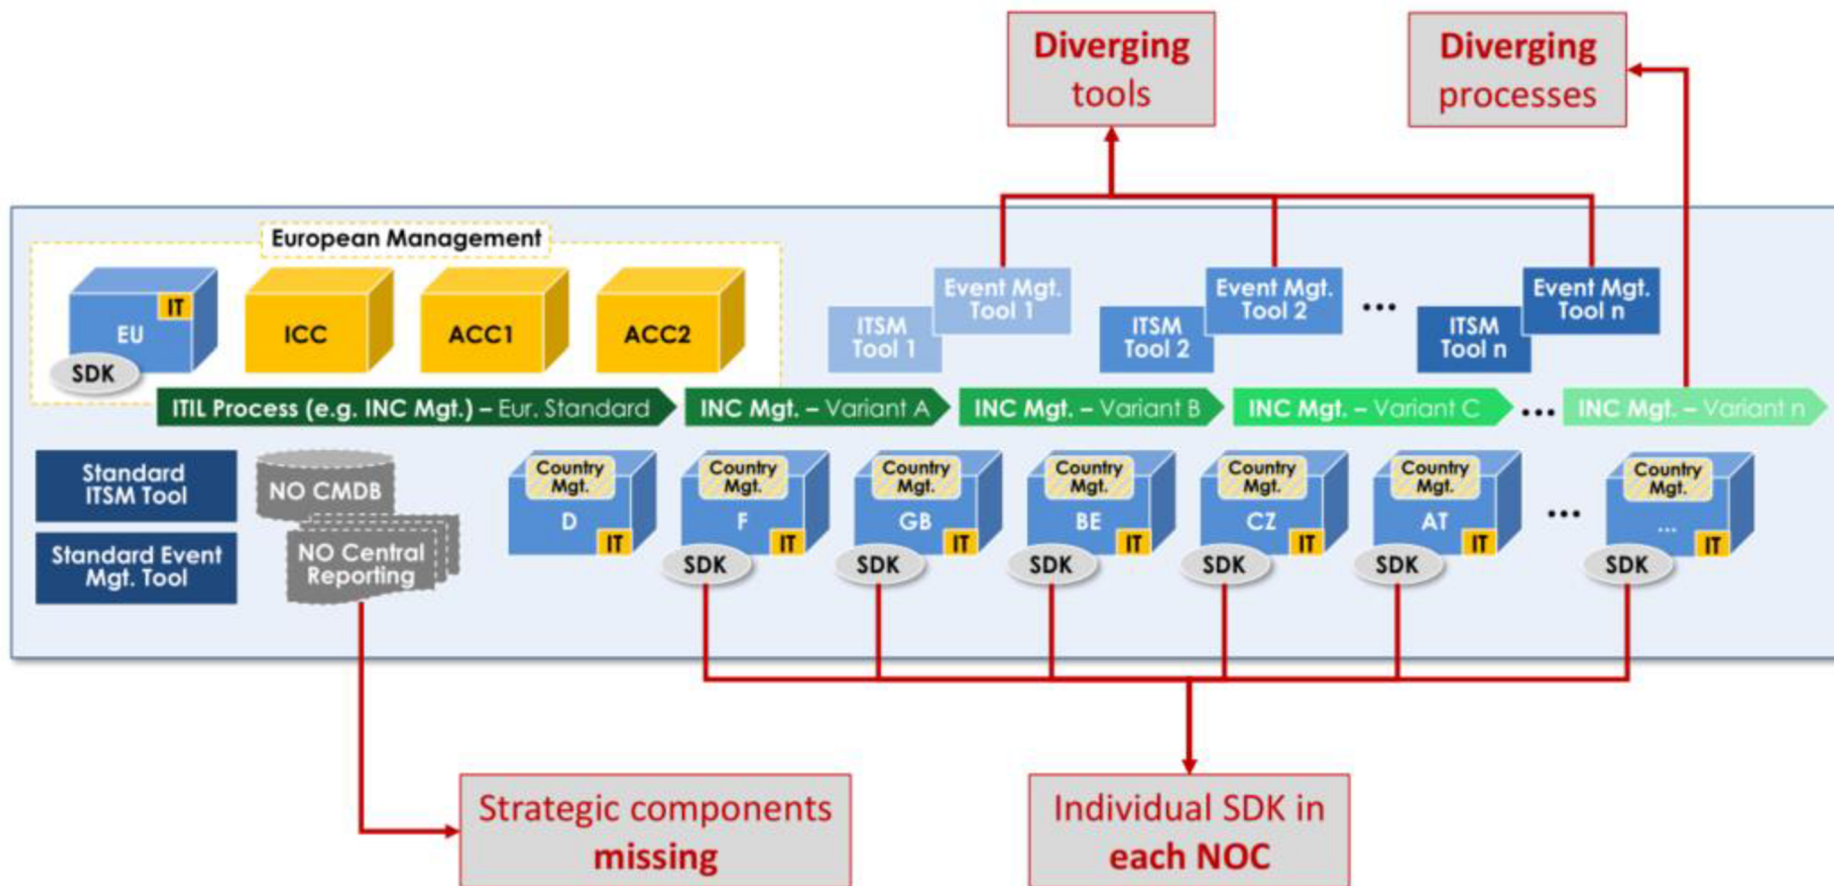 Diverging
tools
Diverging
processes
European Management
EU
IT
SDK
ICC
ACC1
ACC2
ITSM
Tool 1
Event Mgt.
Tool 1
ITSM
Tool 2
Event Mgt.
Tool 2
...
ITSM
Tool n
Event Mgt.
Tool n
ITIL Process (e.g. INC Mgt.) – Eur. Standard
INC Mgt. – Variant A
INC Mgt. – Variant B
INC Mgt. – Variant C
...
INC Mgt. – Variant n
Standard
ITSM Tool
Standard Event
Mgt. Tool
NO CMDB
NO Central
Reporting
Country
Mgt.
D
IT
Country
Mgt.
F
IT
SDK
Country
Mgt.
GB
IT
SDK
Country
Mgt.
BE
IT
SDK
Country
Mgt.
CZ
IT
SDK
Country
Mgt.
AT
IT
SDK
...
Country
Mgt.
...
IT
SDK
Strategic components
missing
Individual SDK in
each NOC